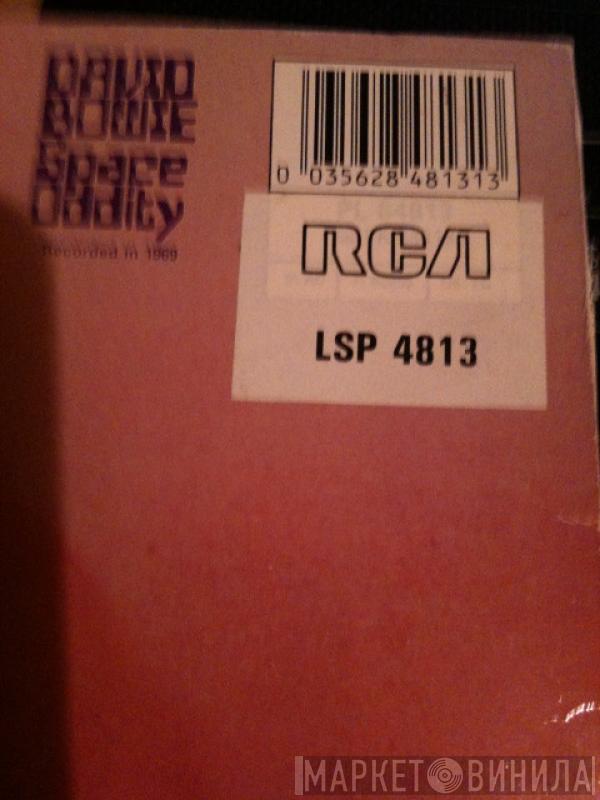 DAVID
BOWIE
Space
Oddity
Recorded in 1969
0 035628 481313
RCA
LSP 4813
МАРКЕТ ВИНИЛА